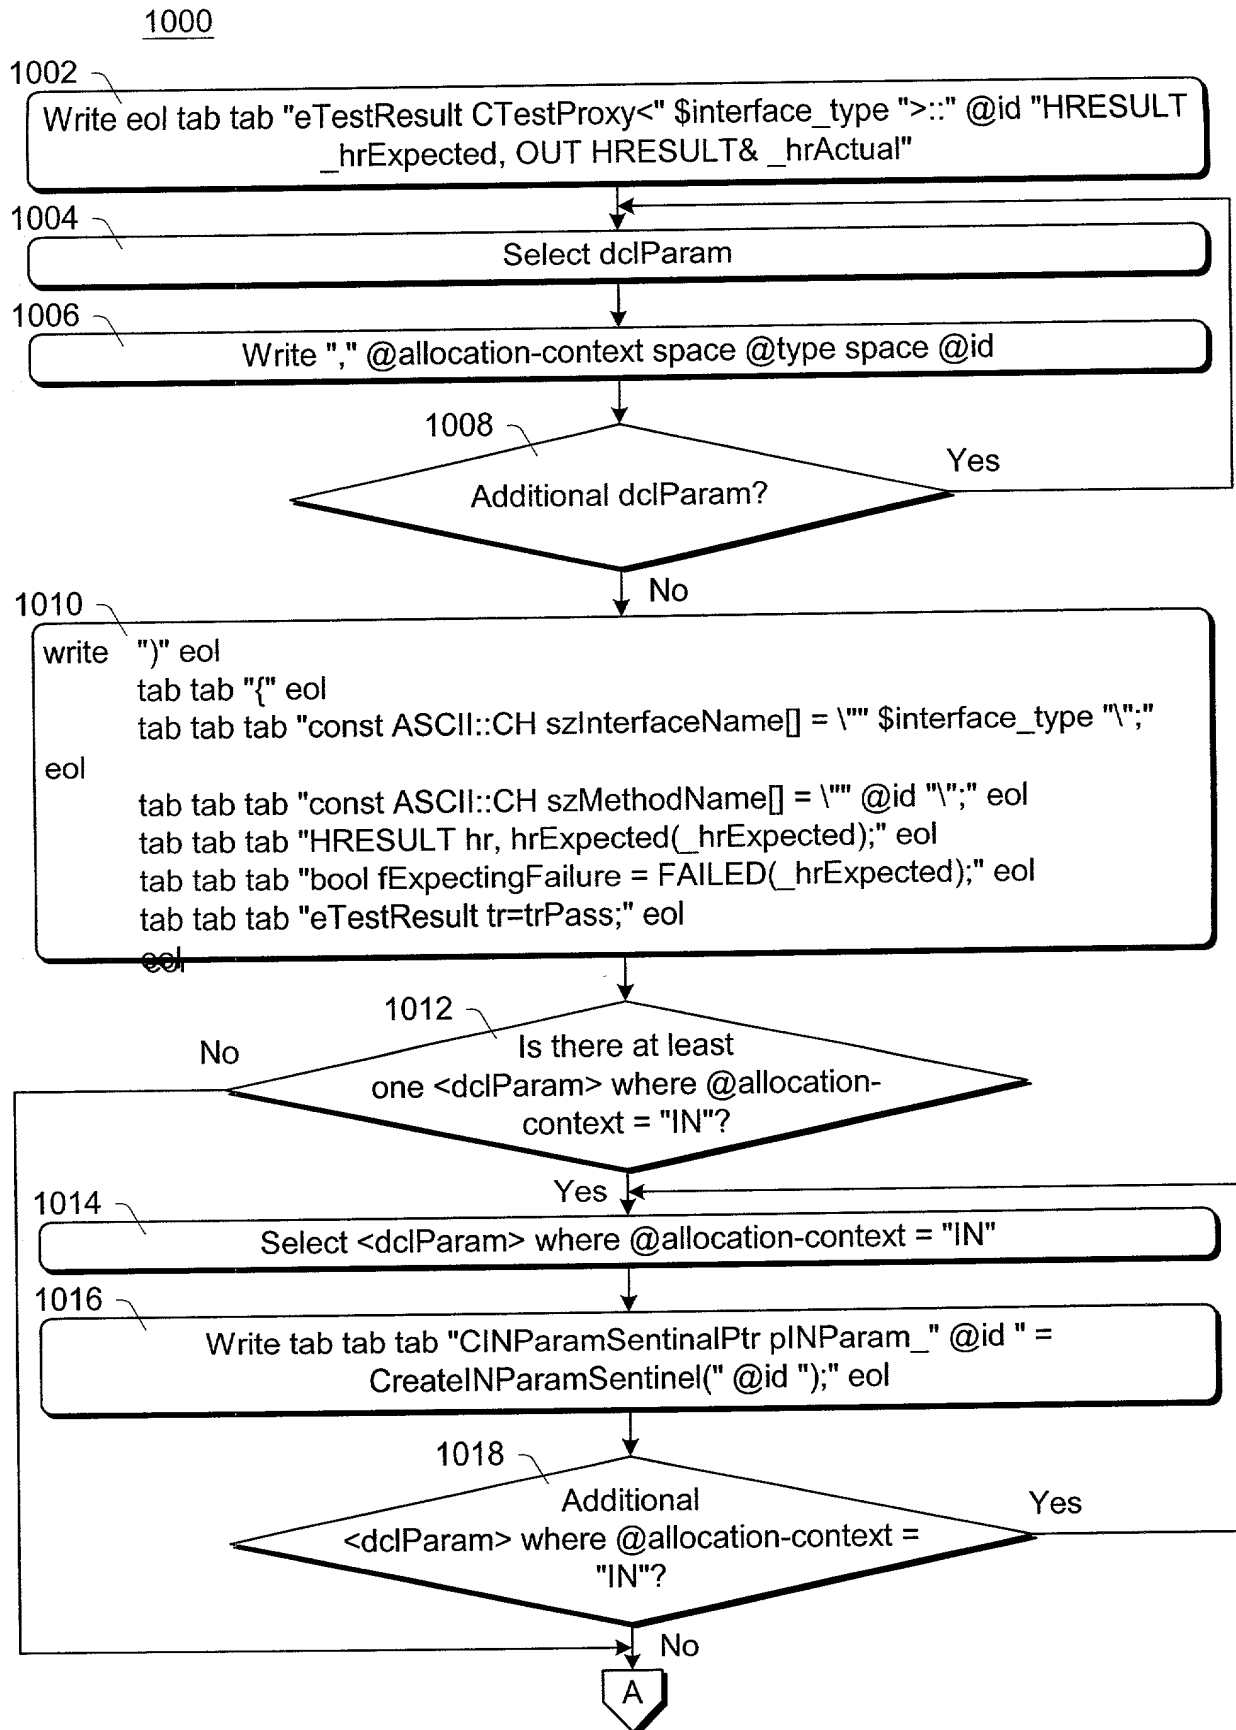 1000
1002
Write eol tab tab "eTestResult CTestProxy<" $interface_type ">::" @id "HRESULT
_hrExpected, OUT HRESULT& _hrActual"
1004
Select dclParam
1006
Write "," @allocation-context space @type space @id
1008
Yes
Additional dclParam?
No
1010
write ")" eol
tab tab "{" eol
tab tab tab "const ASCII::CH szInterfaceName[] = \"" $interface_type "\";"
eol
tab tab tab "const ASCII::CH szMethodName[] = \"" @id "\";" eol
tab tab tab "HRESULT hr, hrExpected(_hrExpected);" eol
tab tab tab "bool fExpectingFailure = FAILED(_hrExpected);" eol
tab tab tab "eTestResult tr=trPass;" eol
eol
1012
No
Is there at least
one <dclParam> where @allocation-
context = "IN"?
Yes
1014
Select <dclParam> where @allocation-context = "IN"
1016
Write tab tab tab "CINParamSentinalPtr pINParam_" @id " =
CreateINParamSentinel(" @id ");" eol
1018
Additional
Yes
<dclParam> where @allocation-context =
"IN"?
No
A